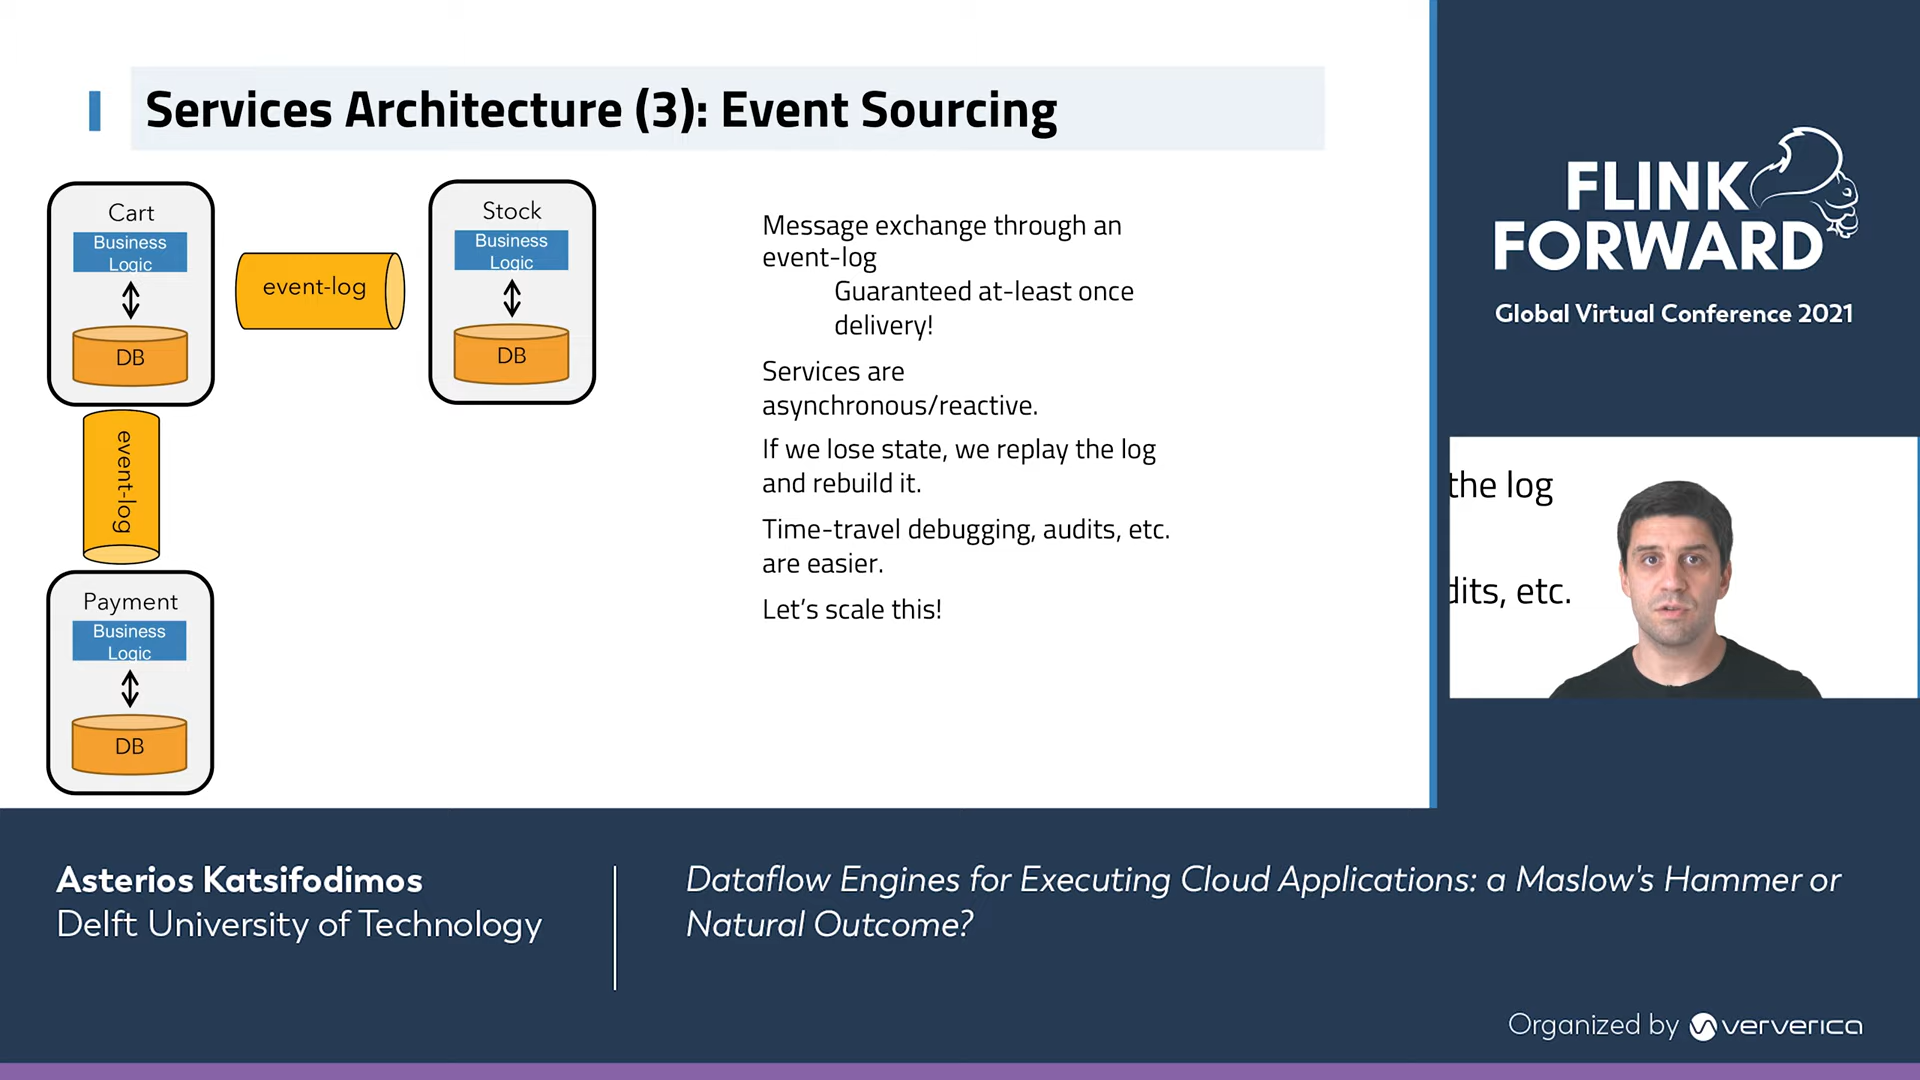 Services Architecture (3): Event Sourcing
Cart
Business
Logic
DB
event-log
Stock
Business
Logic
DB
event-log
Payment
Business
Logic
DB
Message exchange through an
event-log
Guaranteed at-least once
delivery!
Services are
asynchronous/reactive.
If we lose state, we replay the log
and rebuild it.
Time-travel debugging, audits, etc.
are easier.
Let's scale this!
FLINK
FORWARD
Global Virtual Conference 2021
the log
dits, etc.
Asterios Katsifodimos
Delft University of Technology
Dataflow Engines for Executing Cloud Applications: a Maslow's Hammer or
Natural Outcome?
Organized by ververica